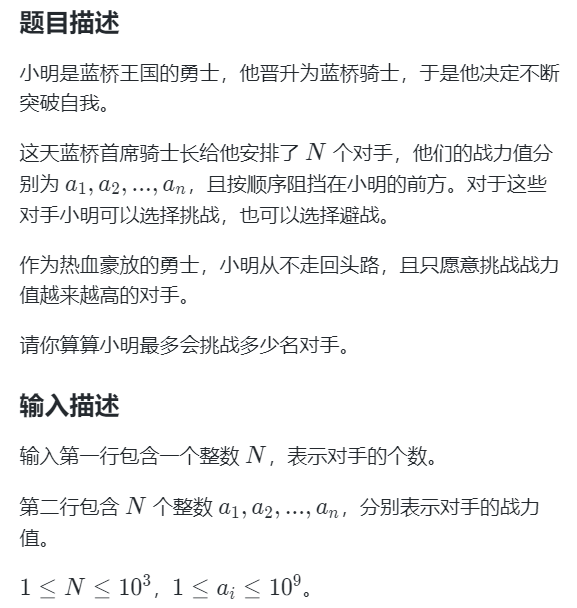 题目描述
小明是蓝桥王国的勇士，他晋升为蓝桥骑士，于是他决定不断
突破自我。
这天蓝桥首席骑士长给他安排了 N 个对手，他们的战力值分
别为 a₁, a₂, ..., aₙ，且按顺序阻挡在小明的前方。对于这些
对手小明可以选择挑战，也可以选择避战。
作为热血豪放的勇士，小明从不走回头路，且只愿意挑战战力
值越来越高的对手。
请你算算小明最多会挑战多少名对手。
输入描述
输入第一行包含一个整数 N，表示对手的个数。
第二行包含 N 个整数 a₁, a₂, ..., aₙ，分别表示对手的战力
值。
1 ≤ N ≤ 10³，1 ≤ aᵢ ≤ 10⁹。